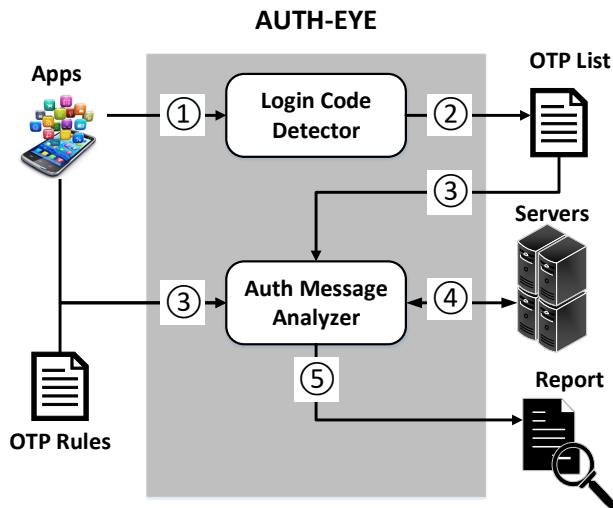 AUTH-EYE
Apps
OTP List
①
Login Code
Detector
②
③
Servers
③
Auth Message
Analyzer
④
⑤
Report
OTP Rules